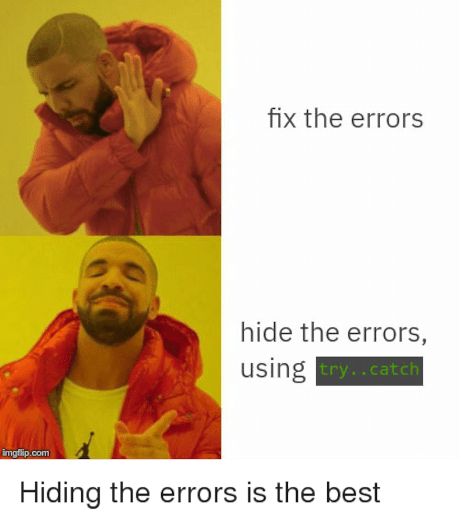 fix the errors
hide the errors,
using try..catch
imgflip.com
Hiding the errors is the best